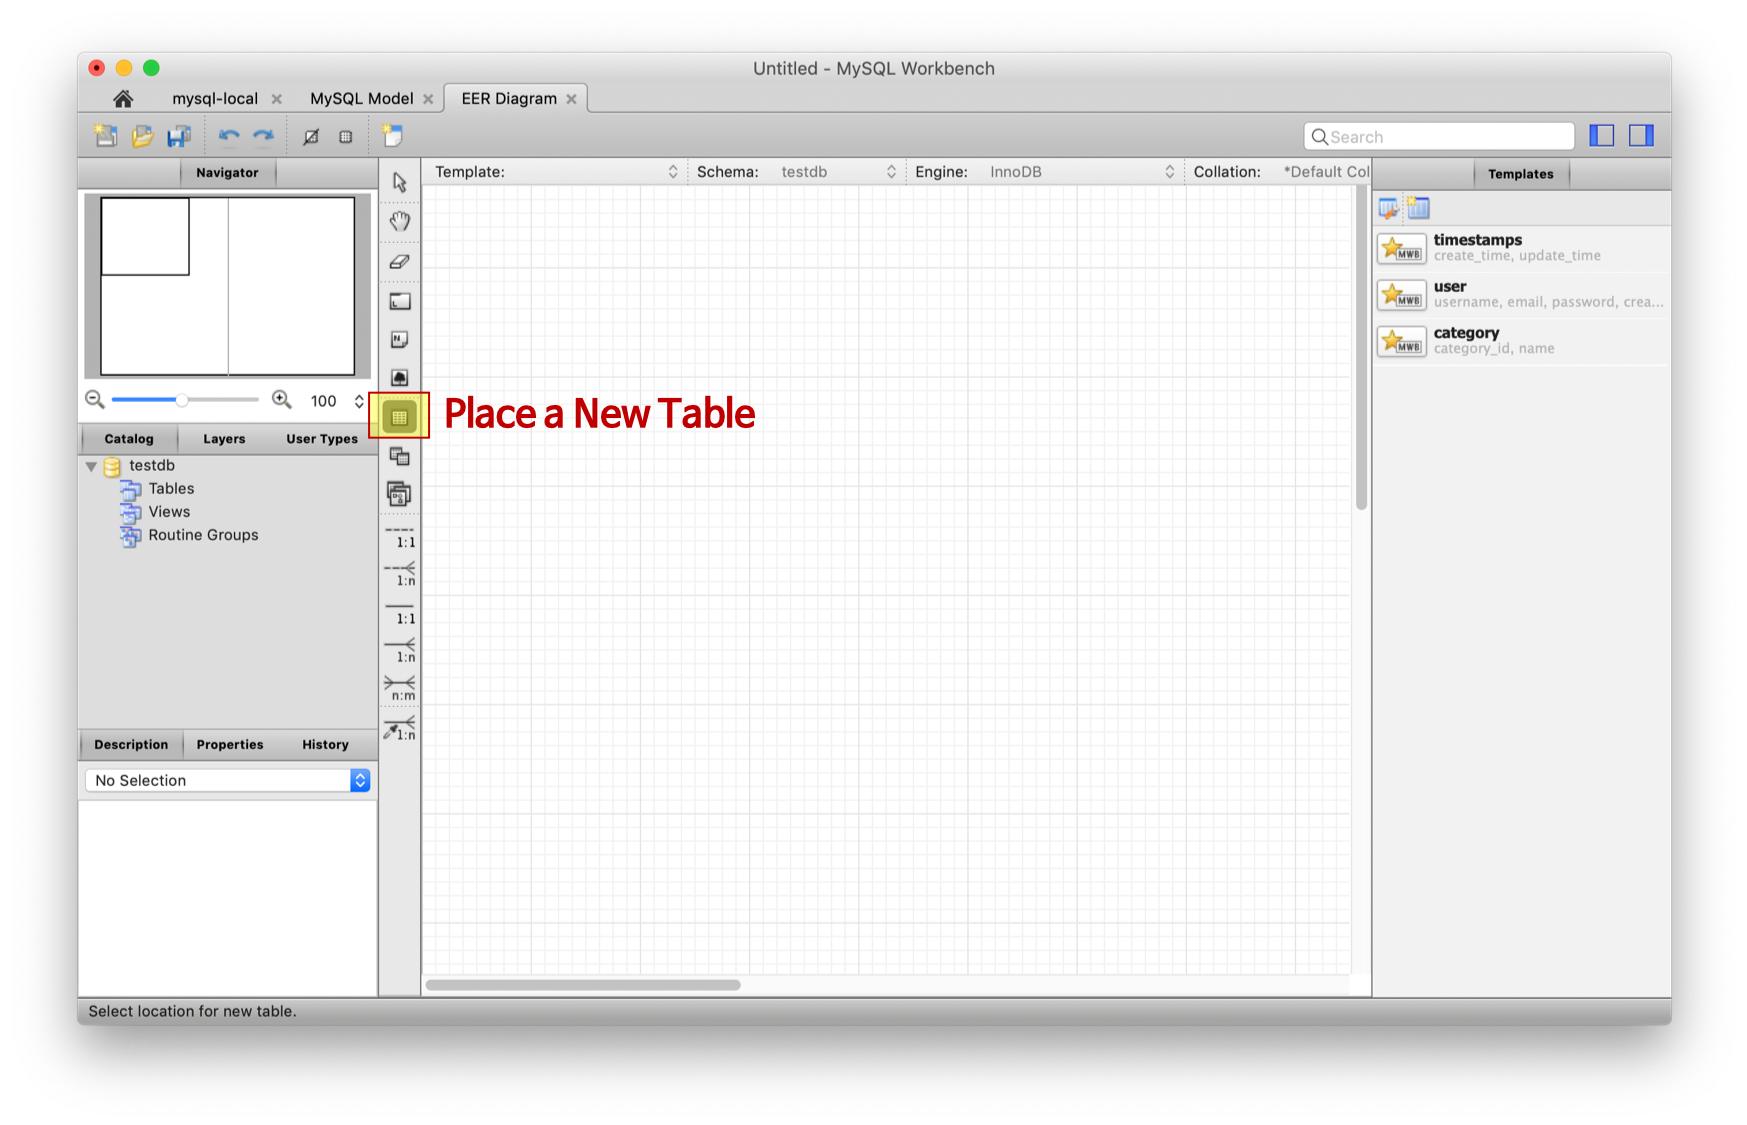 Untitled - MySQL Workbench
mysql-local
MySQL Model
EER Diagram
Search
Navigator
Template:
Schema: testdb
Engine: InnoDB
Collation: *Default Col
Templates
timestamps
create_time, update_time
user
username, email, password, crea...
category
category_id, name
MWB
MWB
MWB
100
Place a New Table
Catalog Layers User Types
testdb
Tables
Views
Routine Groups
1:1
1:n
1:1
1:n
n:m
1:n
Description Properties History
No Selection
Select location for new table.